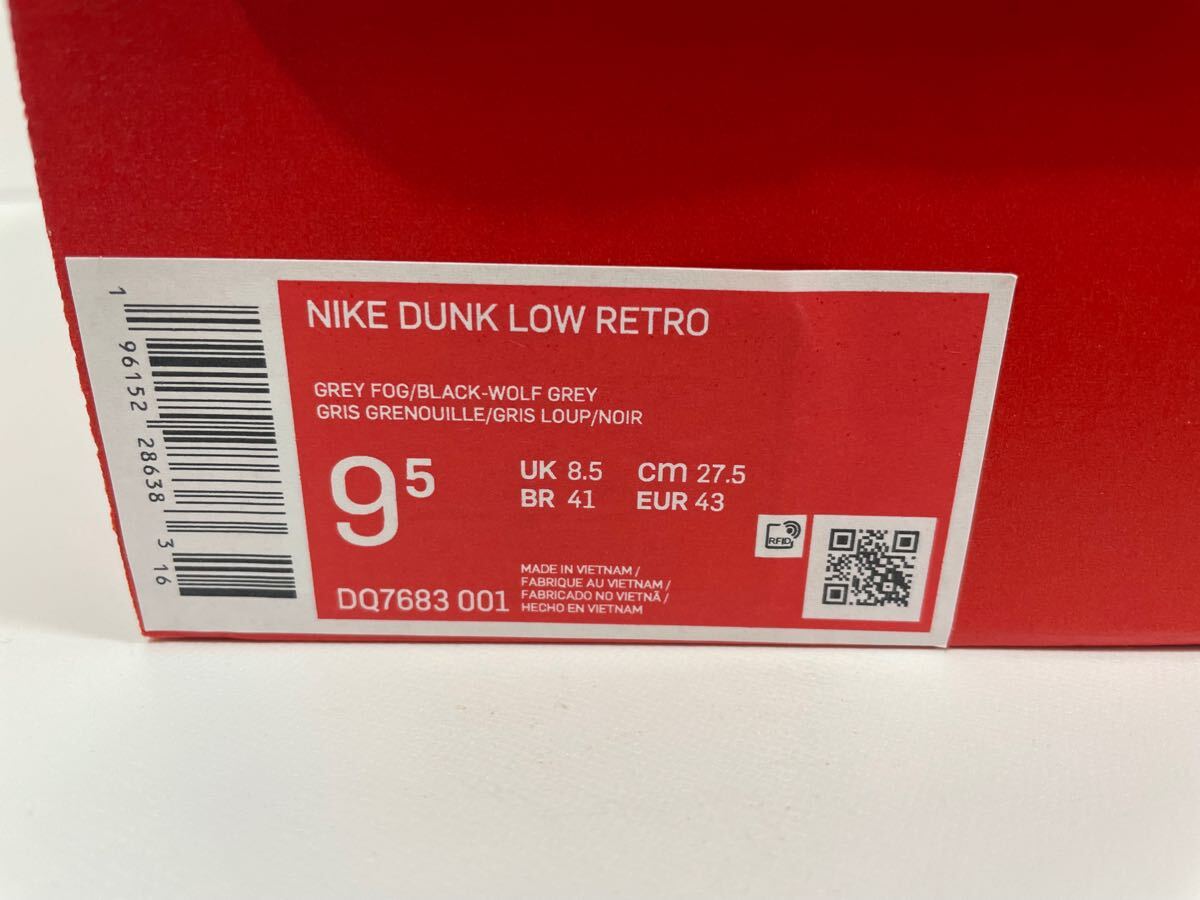 NIKE DUNK LOW RETRO
GREY FOG/BLACK-WOLF GREY
GRIS GRENOUILLE/GRIS LOUP/NOIR
9⁵
UK 8.5 cm 27.5
BR 41 EUR 43
DQ7683 001
MADE IN VIETNAM /
FABRIQUE AU VIETNAM /
FABRICADO NO VIETNÃ /
HECHO EN VIETNAM
RFID
1 96152 28638 3 16